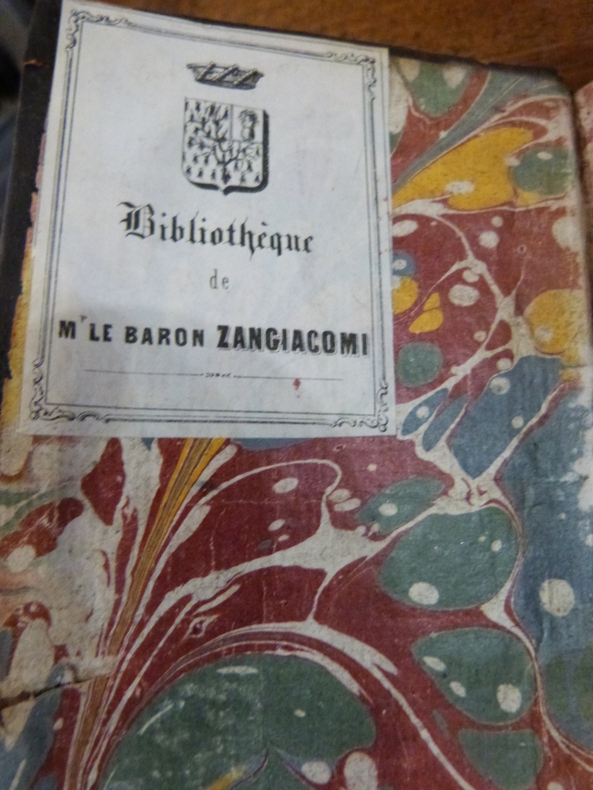 Bibliothèque
de
Mr LE BARON ZANGIACOMI